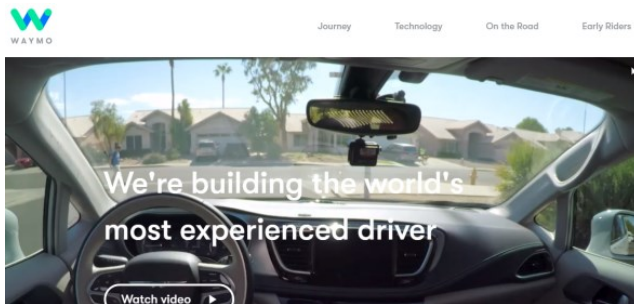 WAYMO
Journey Technology On the Road Early Riders
We're building the world's
most experienced driver
Watch video